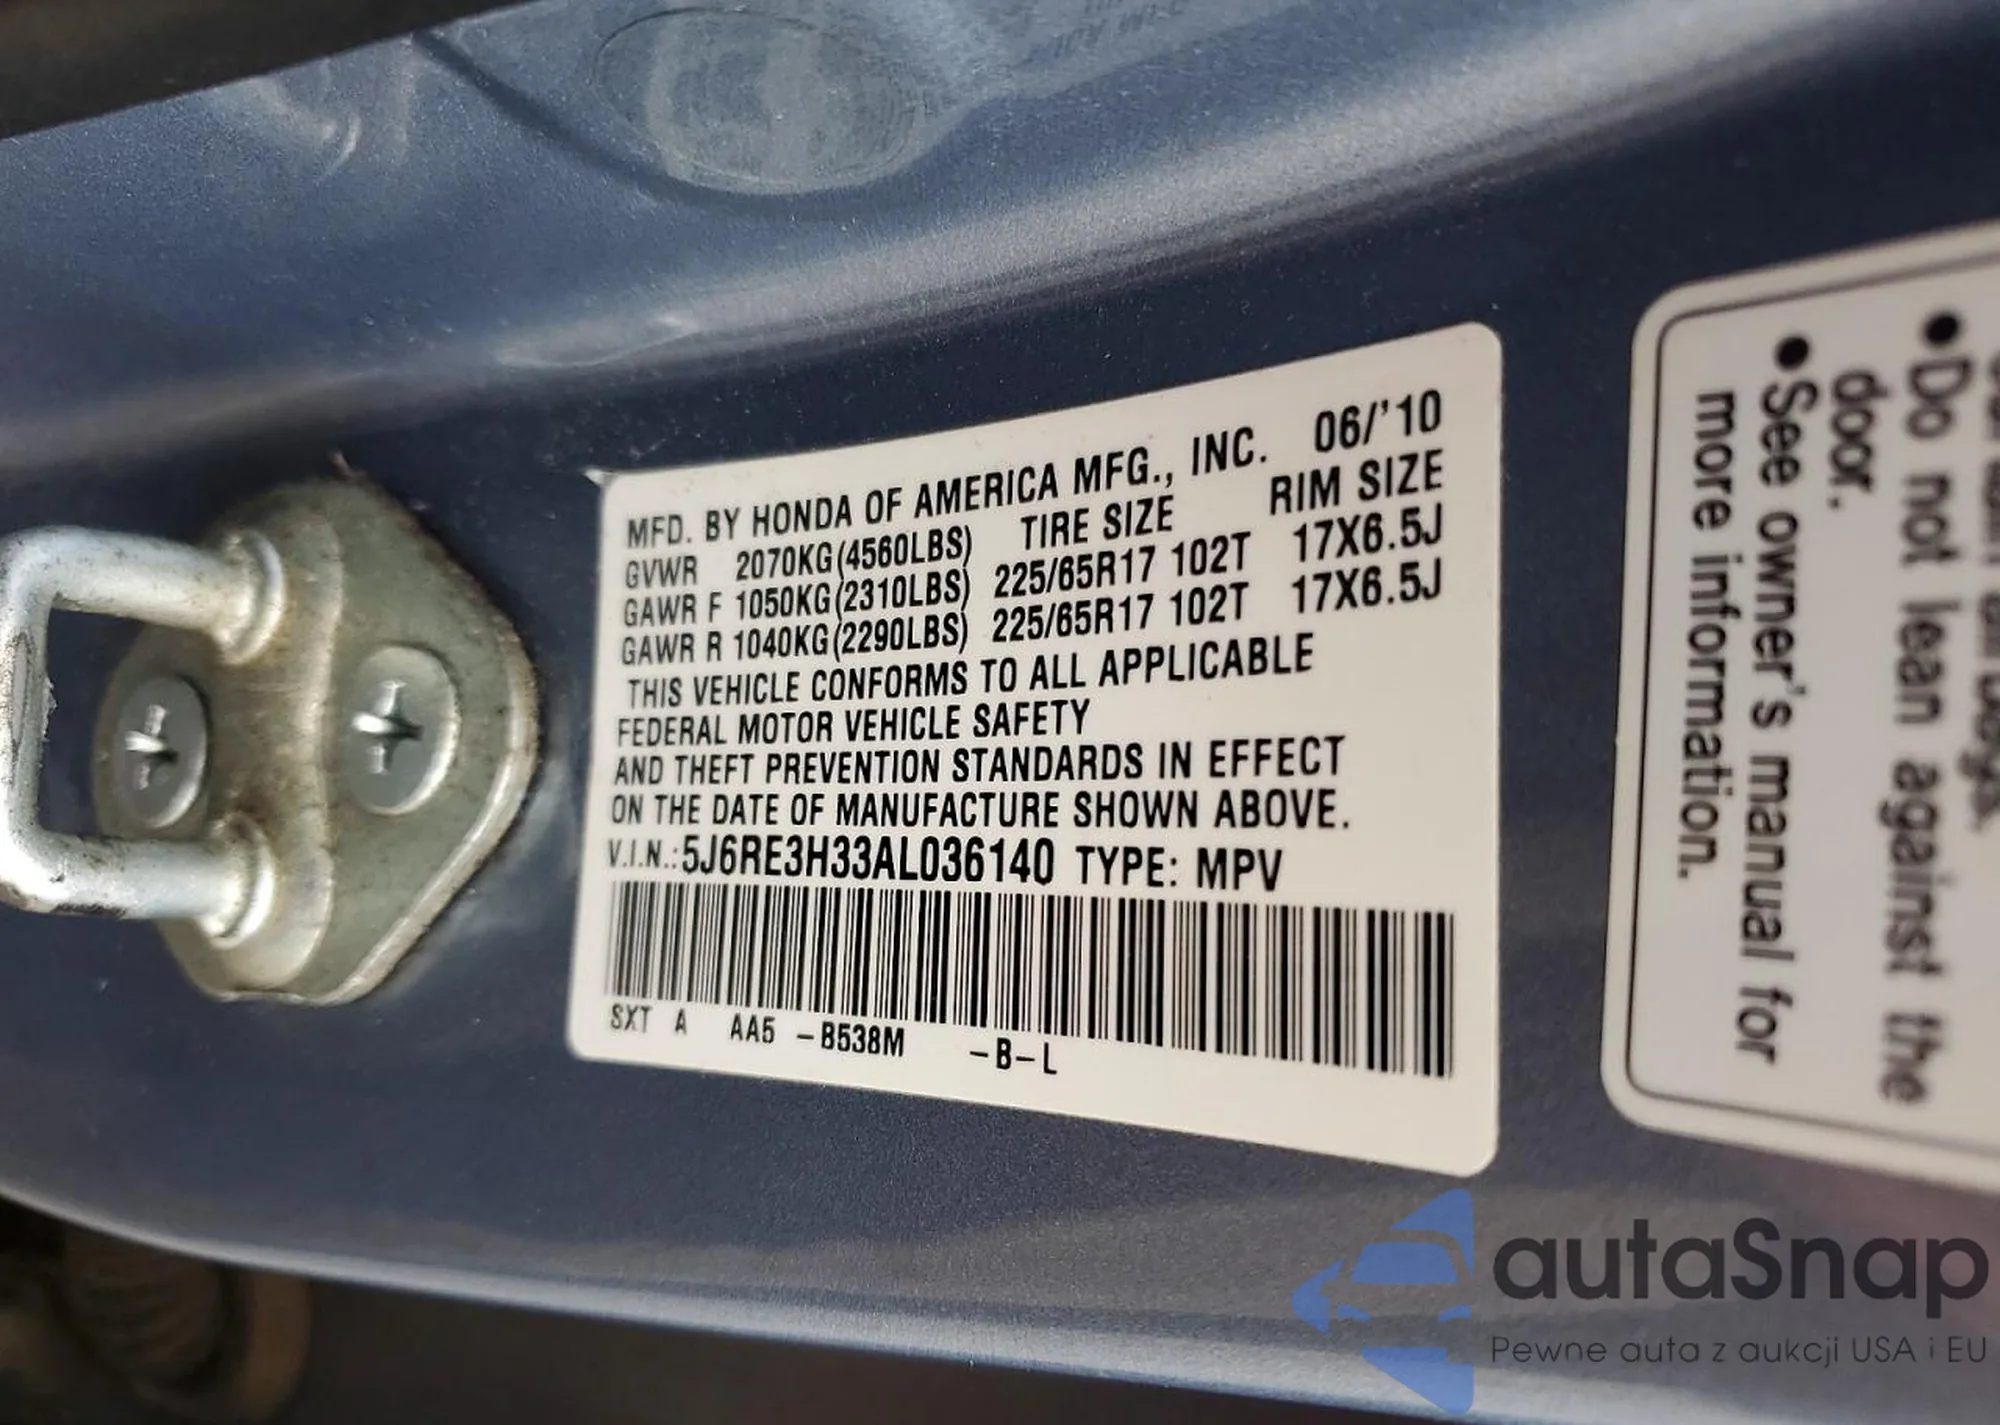 MFD. BY HONDA OF AMERICA MFG., INC. 06/'10
GVWR 2070KG(4560LBS) TIRE SIZE RIM SIZE
GAWR F 1050KG(2310LBS) 225/65R17 102T 17X6.5J
GAWR R 1040KG(2290LBS) 225/65R17 102T 17X6.5J
THIS VEHICLE CONFORMS TO ALL APPLICABLE
FEDERAL MOTOR VEHICLE SAFETY
AND THEFT PREVENTION STANDARDS IN EFFECT
ON THE DATE OF MANUFACTURE SHOWN ABOVE.
V.I.N.:5J6RE3H33AL036140 TYPE: MPV
SXT A AA5 -B538M -B-L
●Do not lean against the
door.
●See owner's manual for
more information.
autaSnap
Pewne auta z aukcji USA i EU